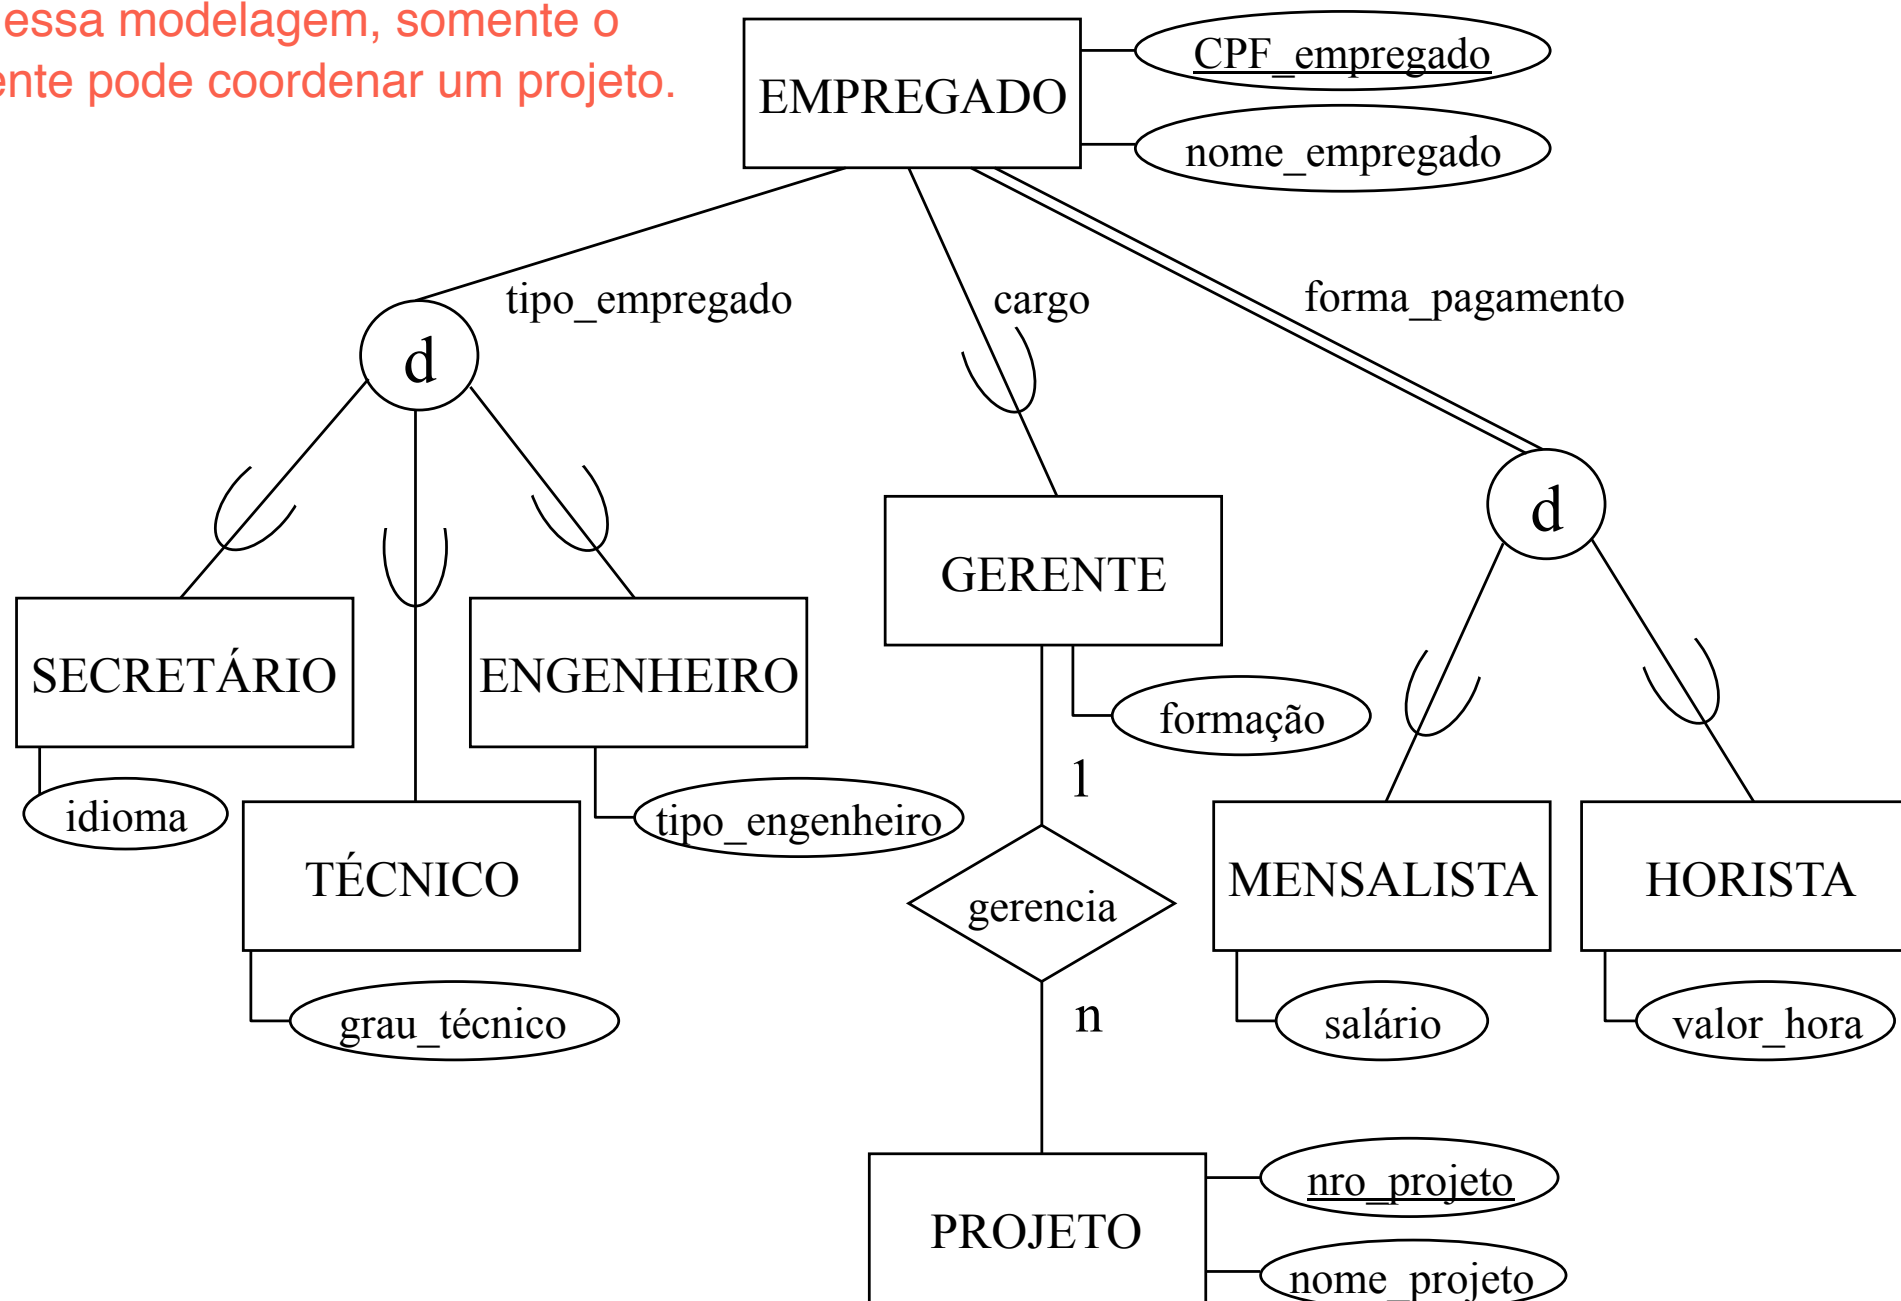 essa modelagem, somente o
ente pode coordenar um projeto.
EMPREGADO
CPF_empregado
nome_empregado
tipo_empregado
cargo
forma_pagamento
d
d
SECRETÁRIO
ENGENHEIRO
GERENTE
formação
idioma
tipo_engenheiro
1
TÉCNICO
MENSALISTA
HORISTA
gerencia
grau_técnico
n
salário
valor_hora
PROJETO
nro_projeto
nome_projeto